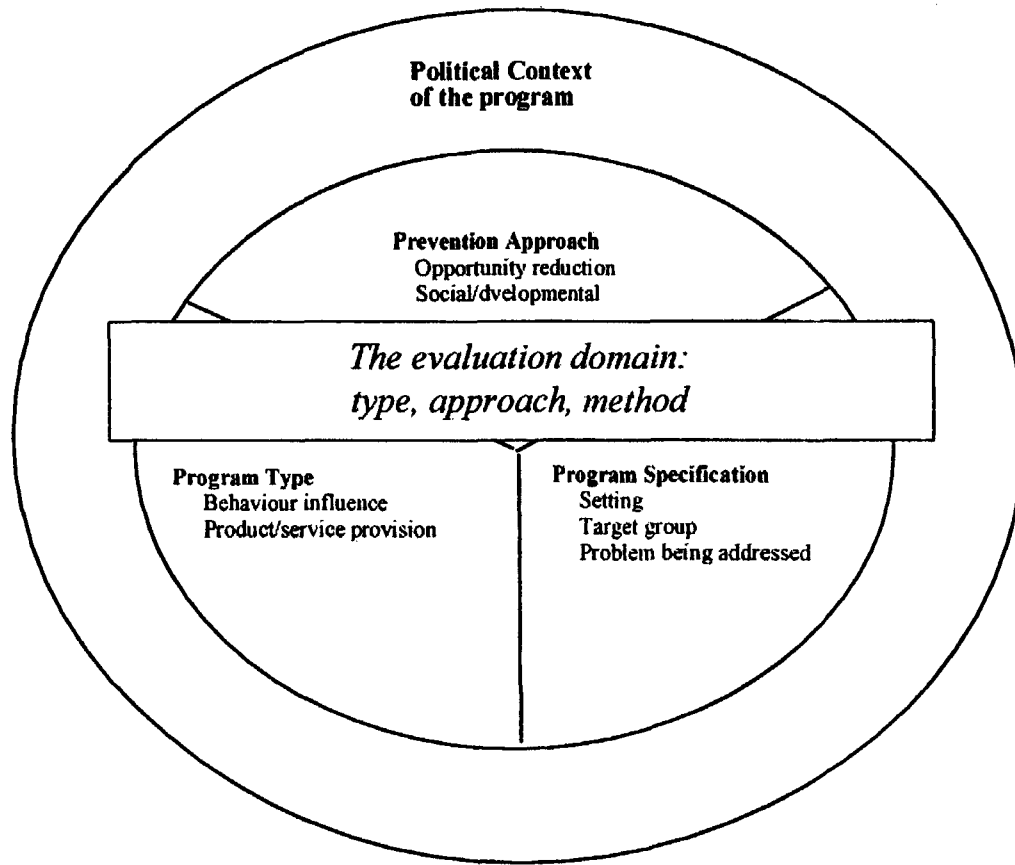 Political Context
of the program
Prevention Approach
Opportunity reduction
Social/dvelopmental
The evaluation domain:
type, approach, method
Program Type
Behaviour influence
Product/service provision
Program Specification
Setting
Target group
Problem being addressed